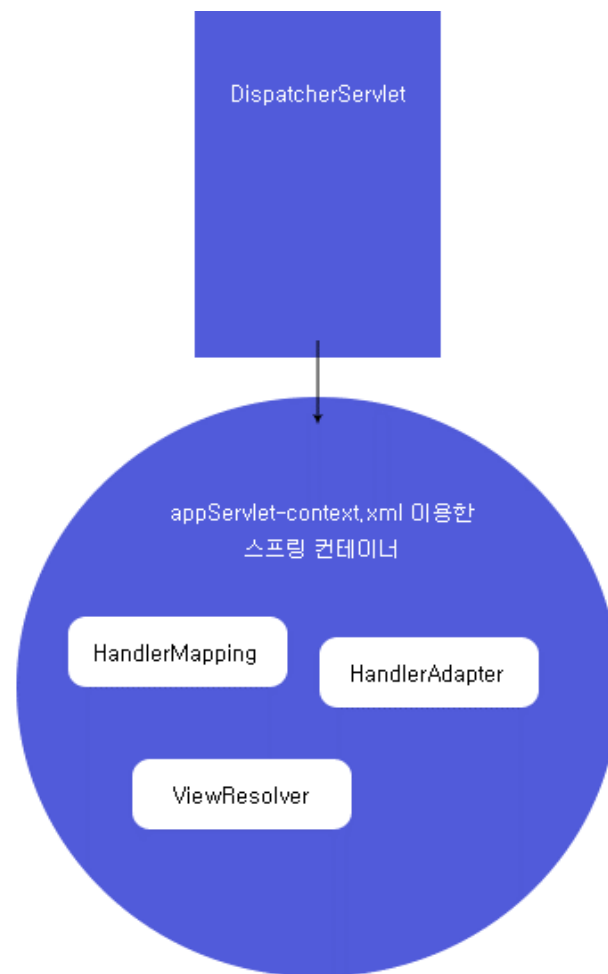 DispatcherServlet
appServlet-context.xml 이용한
스프링 컨테이너
HandlerMapping
HandlerAdapter
ViewResolver